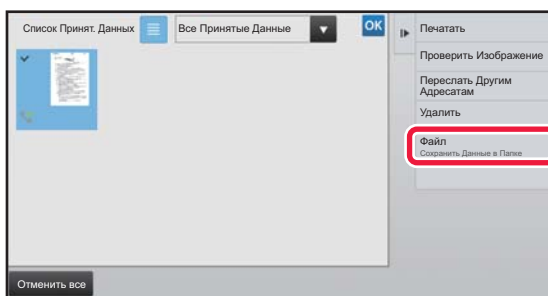 Список Принят. Данных
Все Принятые Данные
OK
Печатать
Проверить Изображение
Переслать Другим
Адресатам
Удалить
Файл
Сохранить Данные в Папке
Отменить все